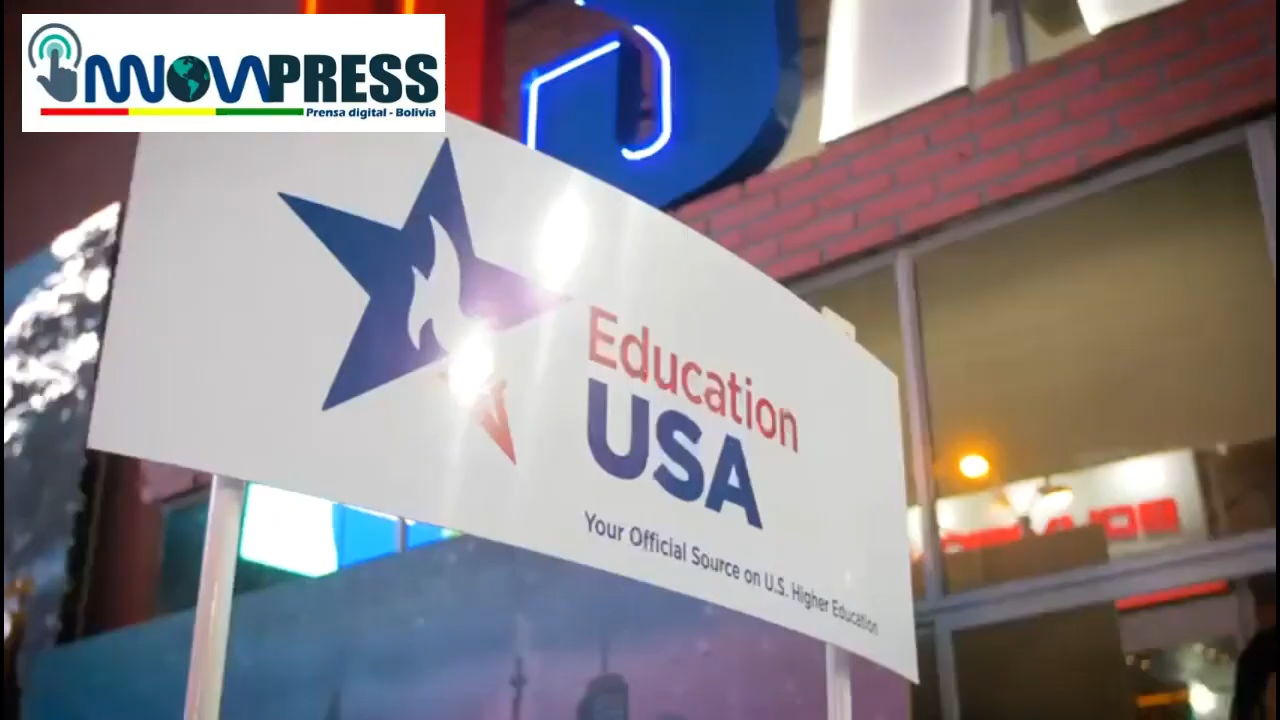 INNOVAPRESS
Prensa digital - Bolivia
Education
USA
Your Official Source on U.S. Higher Education